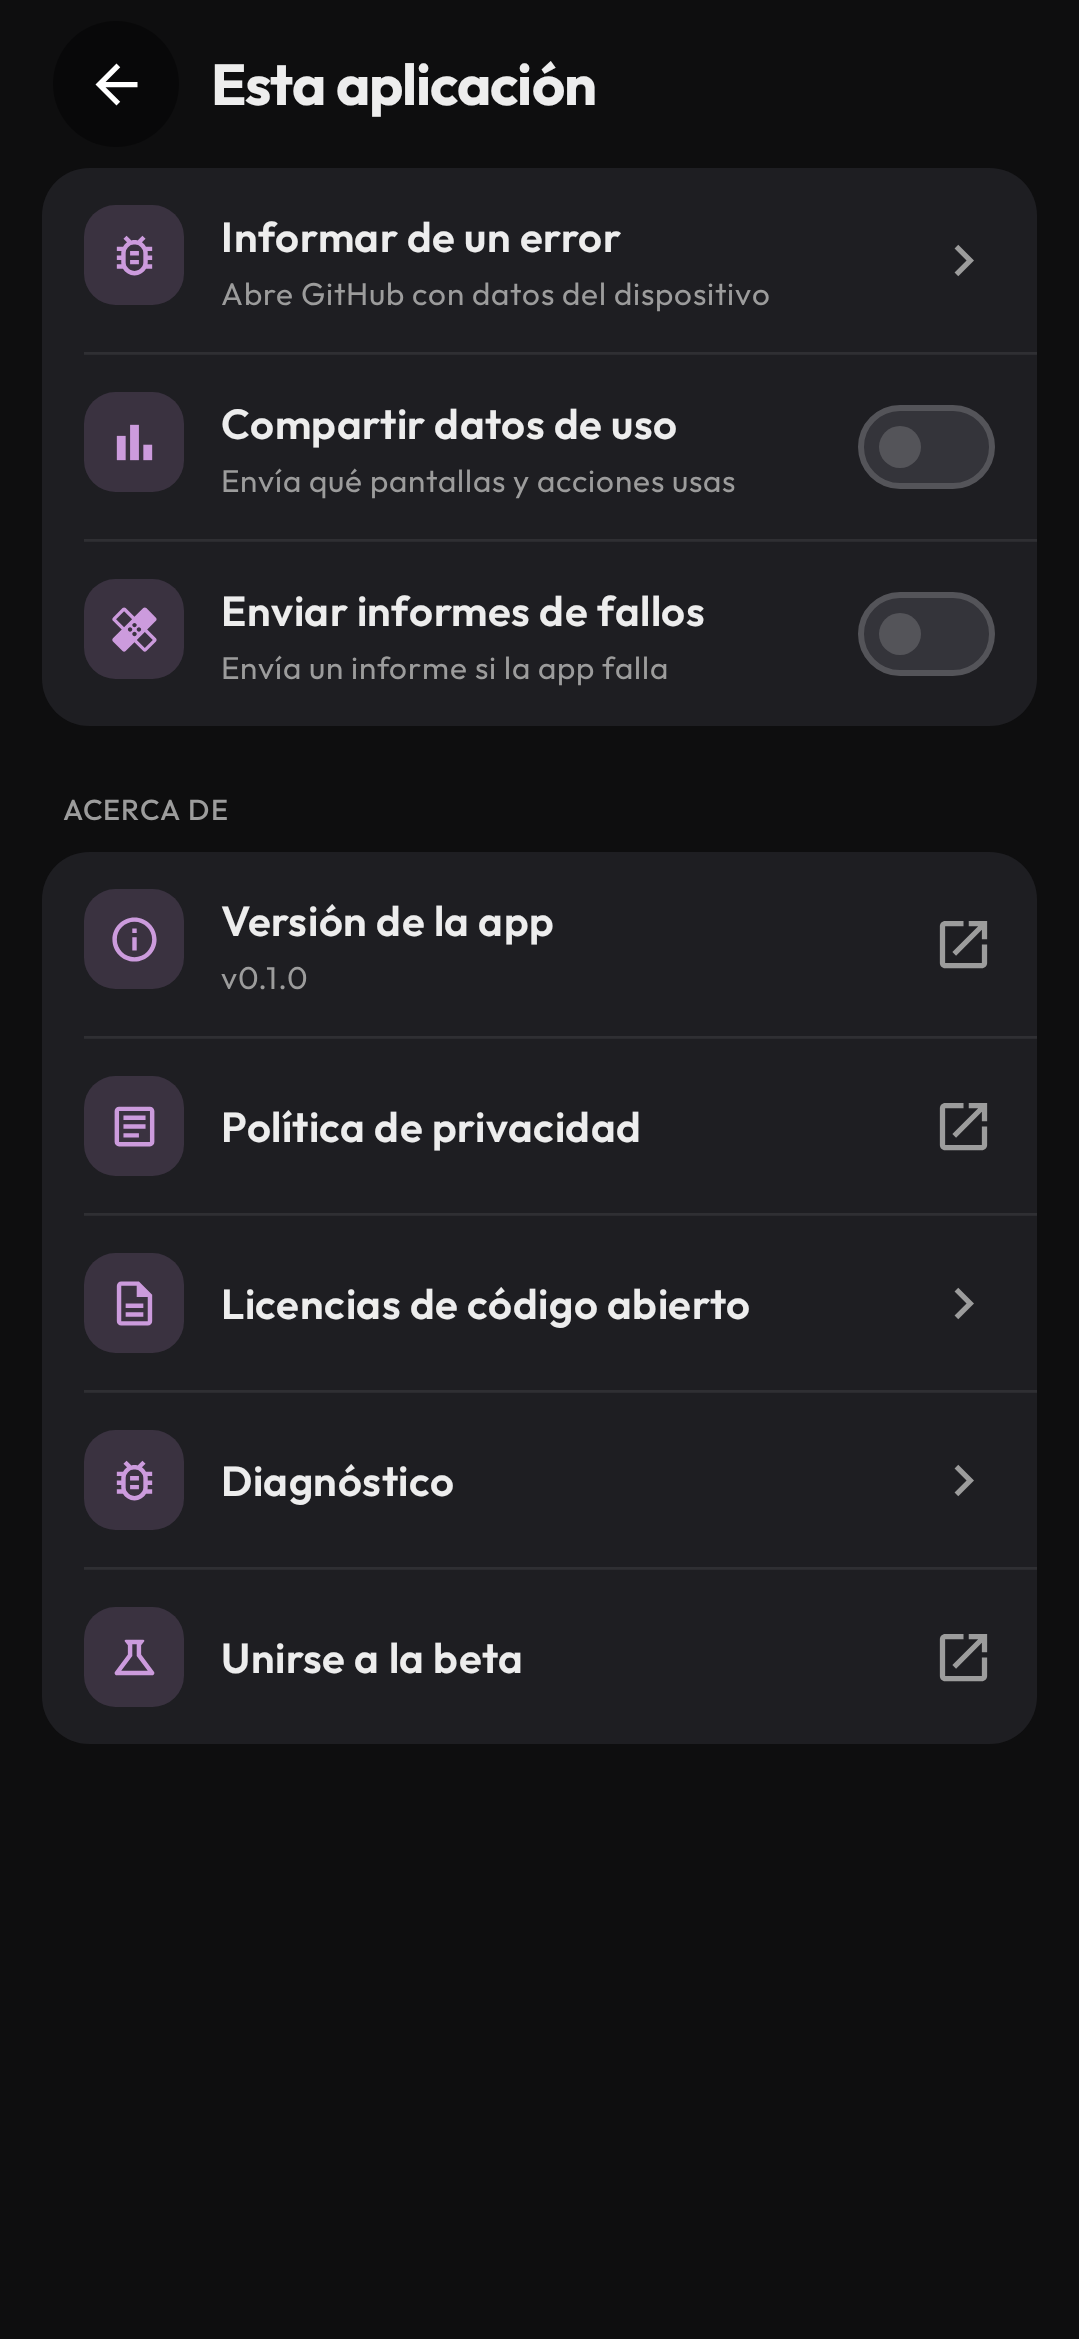 Esta aplicación
Informar de un error
Abre GitHub con datos del dispositivo
Compartir datos de uso
Envía qué pantallas y acciones usas
Enviar informes de fallos
Envía un informe si la app falla
ACERCA DE
Versión de la app
v0.1.0
Política de privacidad
Licencias de código abierto
Diagnóstico
Unirse a la beta